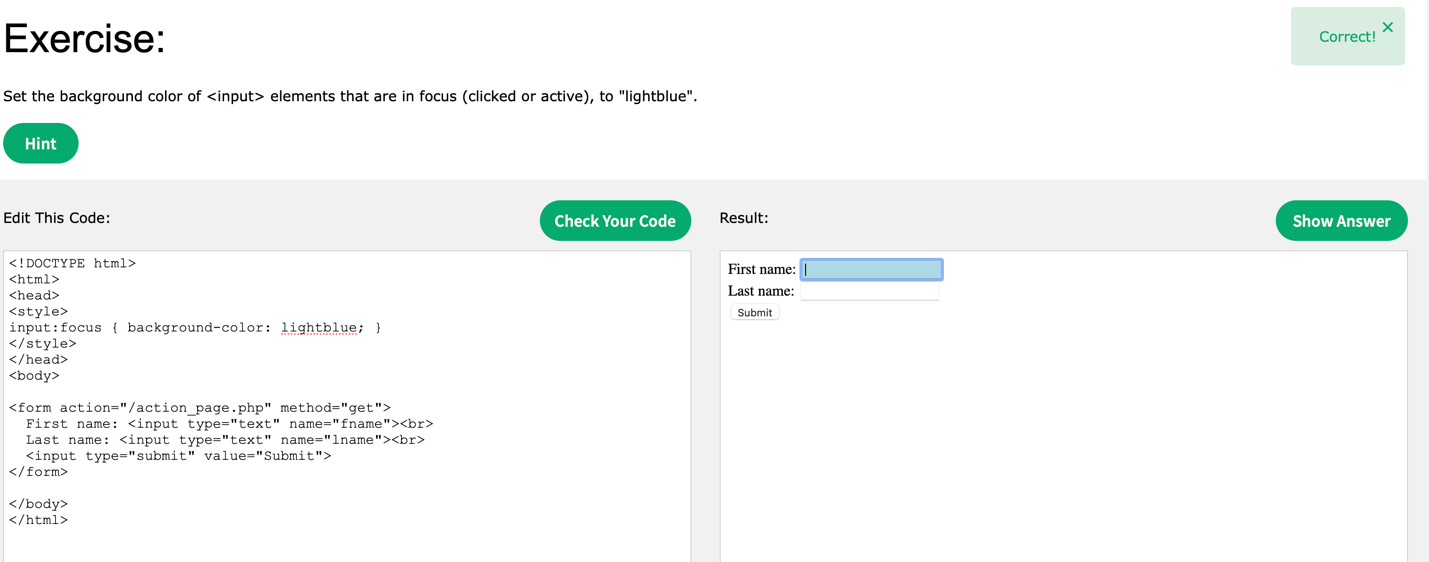 Exercise:
Correct! ×
Set the background color of <input> elements that are in focus (clicked or active), to "lightblue".
Hint
Edit This Code:
Check Your Code
<!DOCTYPE html>
<html>
<head>
<style>
input:focus { background-color: lightblue; }
</style>
</head>
<body>
<form action="/action_page.php" method="get">
First name: <input type="text" name="fname"><br>
Last name: <input type="text" name="lname"><br>
<input type="submit" value="Submit">
</form>
</body>
</html>
Result:
Show Answer
First name:
Last name:
Submit